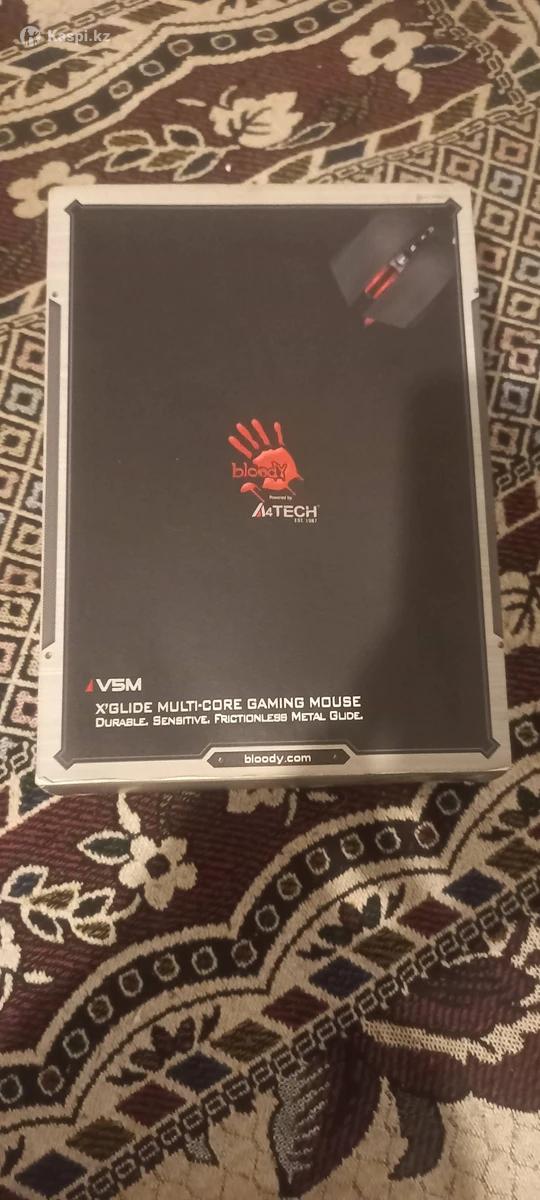 Kaspi.kz
bloody
Powered by
A4TECH
EST. 1987
V5M
X'GLIDE MULTI-CORE GAMING MOUSE
DURABLE. SENSITIVE. FRICTIONLESS METAL GLIDE.
bloody.com